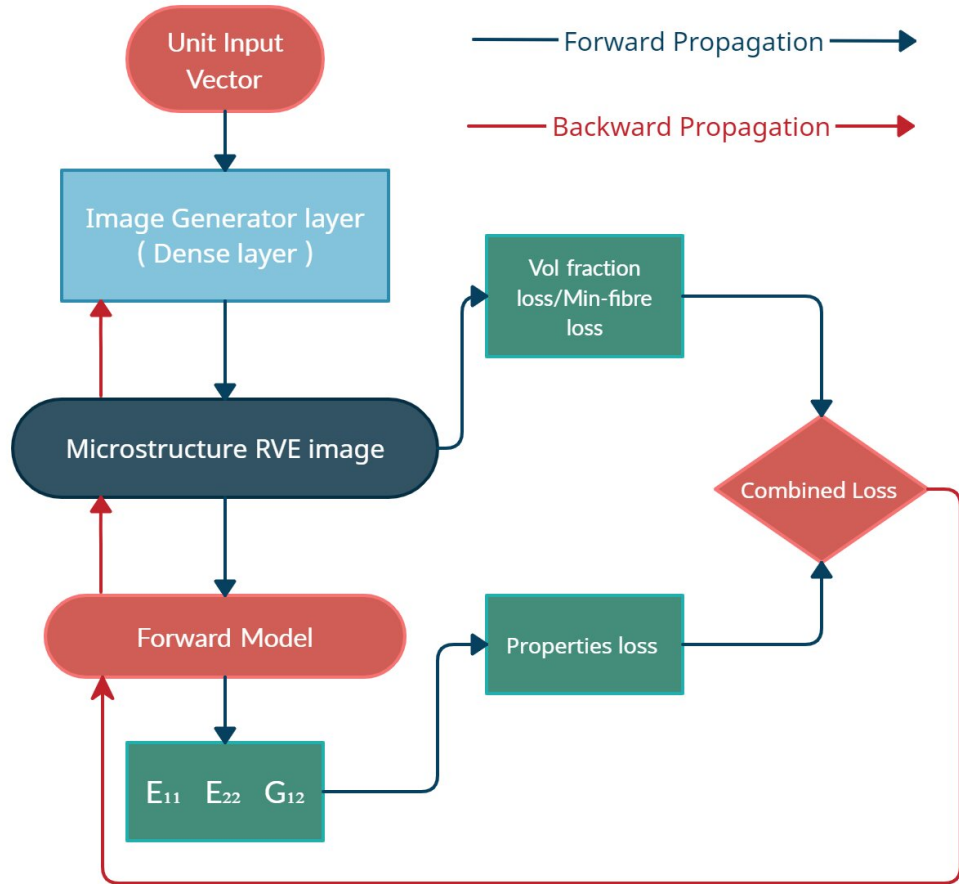 Unit Input
Vector
Forward Propagation
Backward Propagation
Image Generator layer
( Dense layer )
Vol fraction
loss/Min-fibre
loss
Microstructure RVE image
Combined Loss
Forward Model
Properties loss
E₁₁ E₂₂ G₁₂